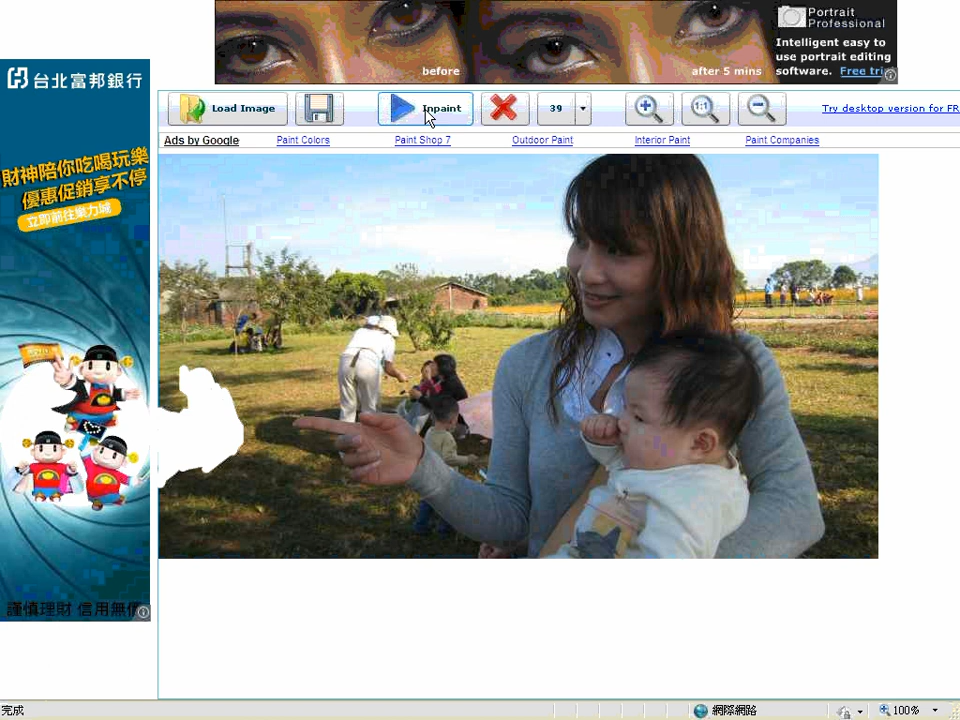 Portrait
Professional
Intelligent easy to
use portrait editing
software. Free tri
before
after 5 mins
台北富邦銀行
財神陪你吃喝玩樂
優惠促銷享不停
立即前往樂力城
謹慎理財 信用無價
Load Image
Inpaint
39
1:1
Try desktop version for FR
Ads by Google
Paint Colors
Paint Shop 7
Outdoor Paint
Interior Paint
Paint Companies
完成
網際網路
100%